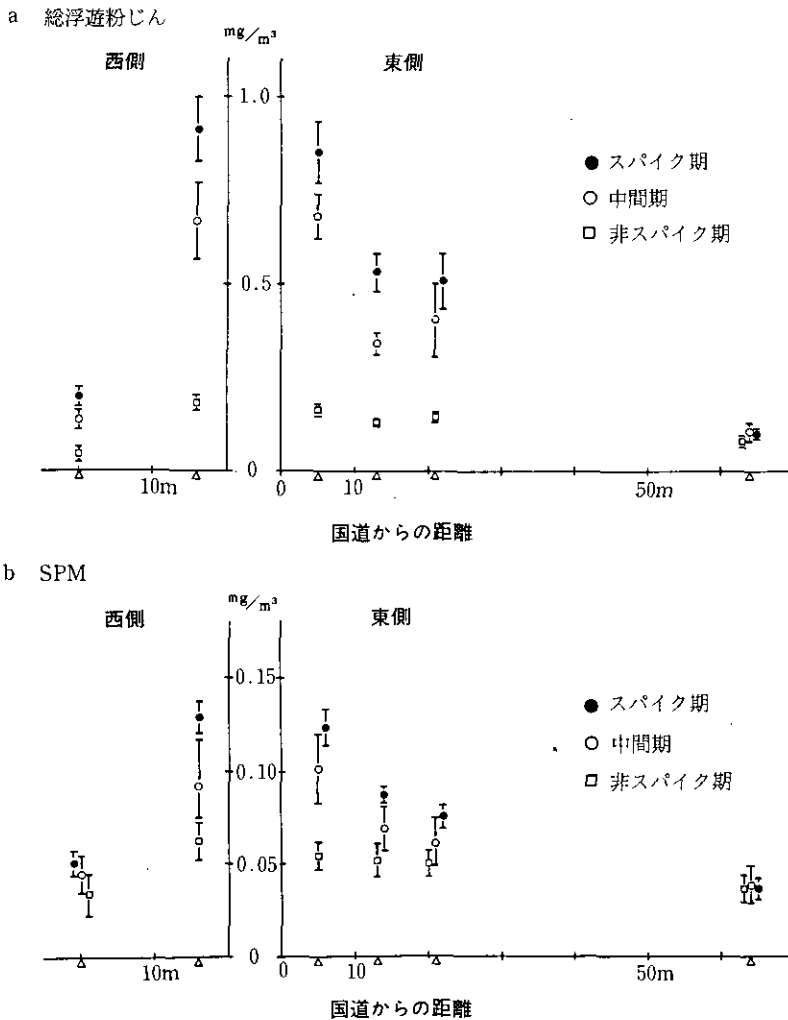 a 総浮遊粉じん
mg/m³
西側
東側
1.0
● スパイク期
○ 中間期
□ 非スパイク期
0.5
0
10m
0
10
50m
国道からの距離
b SPM
mg/m³
西側
東側
0.15
● スパイク期
○ 中間期
□ 非スパイク期
0.10
0.05
0
10m
0
10
50m
国道からの距離